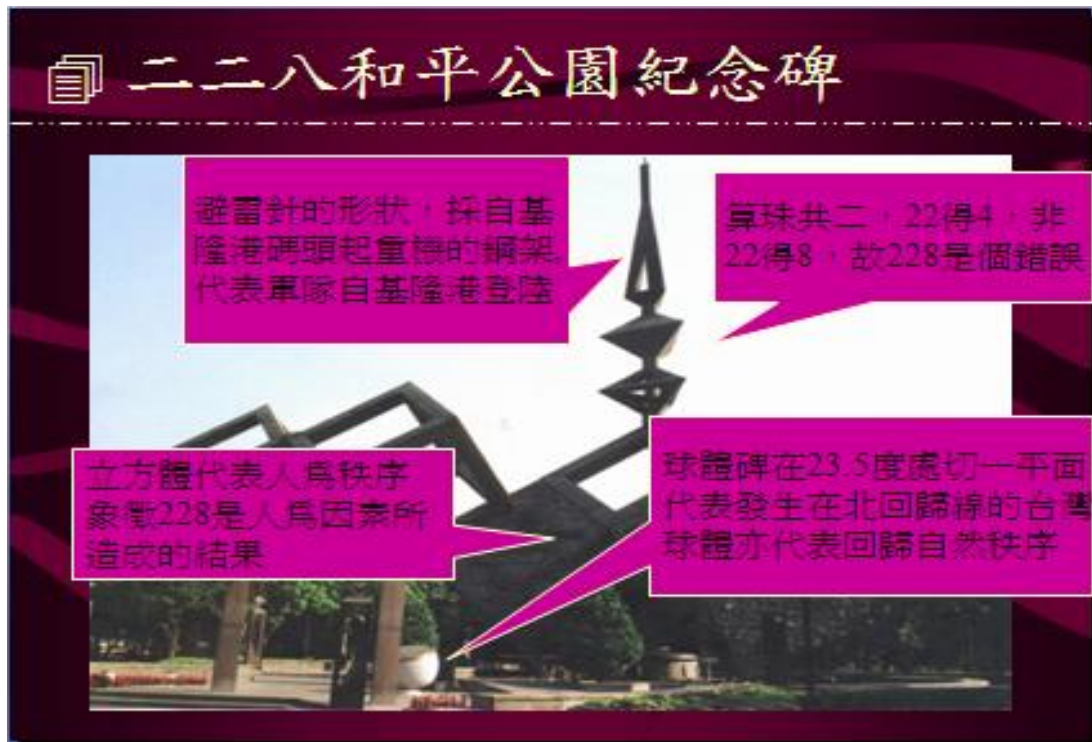 二二八和平公園紀念碑
避雷針的形狀，採自基
隆港碼頭起重機的鋼架,
代表軍隊自基隆港登陸
算珠共二，22得4，非
22得8，故228是個錯誤
立方體代表人為秩序
象徵228是人為因素所
造成的結果
球體碑在23.5度處切一平面
代表發生在北回歸線的台灣
球體亦代表回歸自然秩序